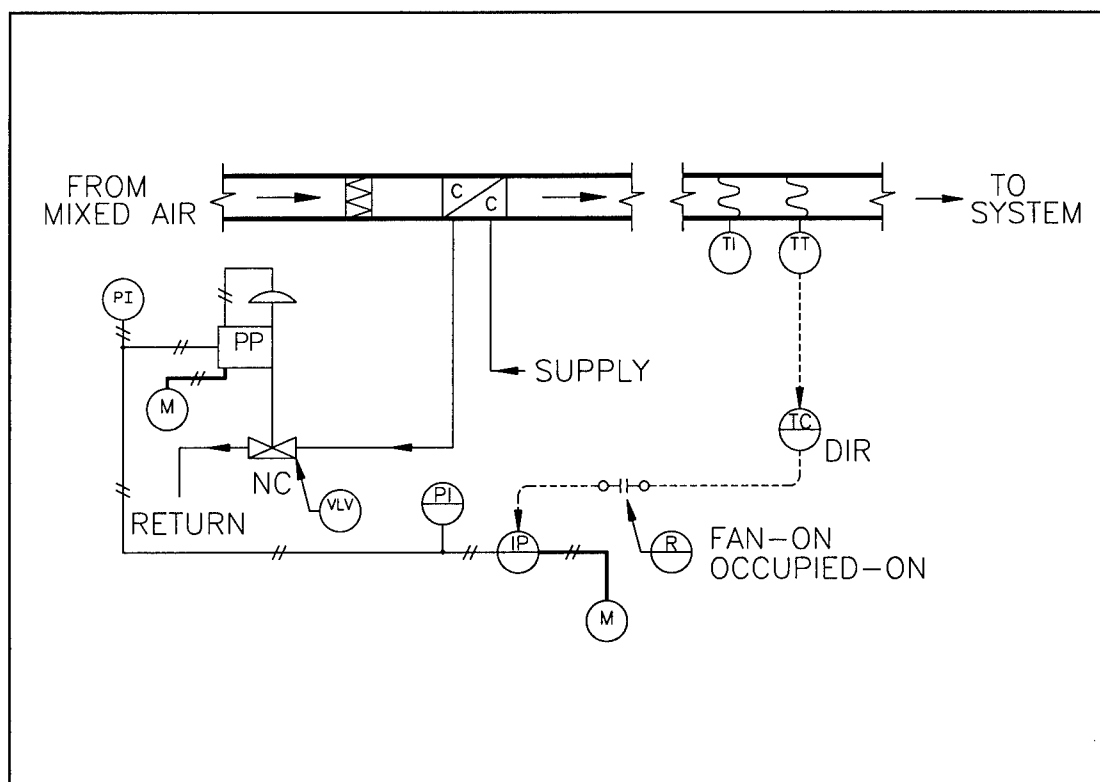 FROM
MIXED AIR
C
C
TO
SYSTEM
TI
TT
PI
PP
M
SUPPLY
TC
DIR
NC
VLV
RETURN
PI
IP
R
FAN-ON
OCCUPIED-ON
M